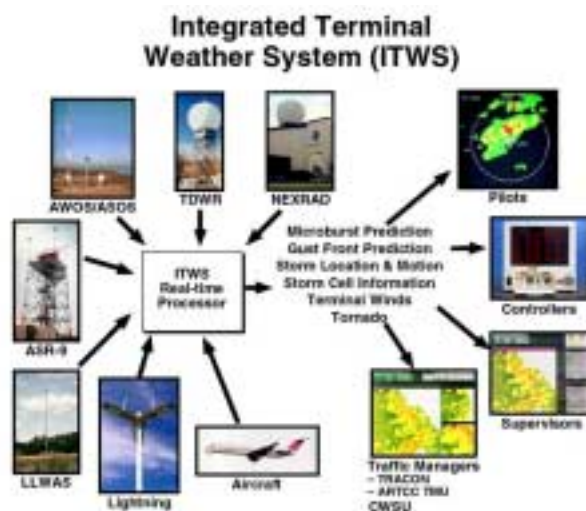 Integrated Terminal
Weather System (ITWS)
AWOS/ASOS
TDWR
NEXRAD
Pilots
ITWS
Real-time
Processor
Microburst Prediction
Gust Front Prediction
Storm Location & Motion
Storm Cell Information
Terminal Winds
Tornado
ASR-9
Controllers
LLWAS
Lightning
Aircraft
Traffic Managers
– TRACON
– ARTCC TMU
CWSU
Supervisors